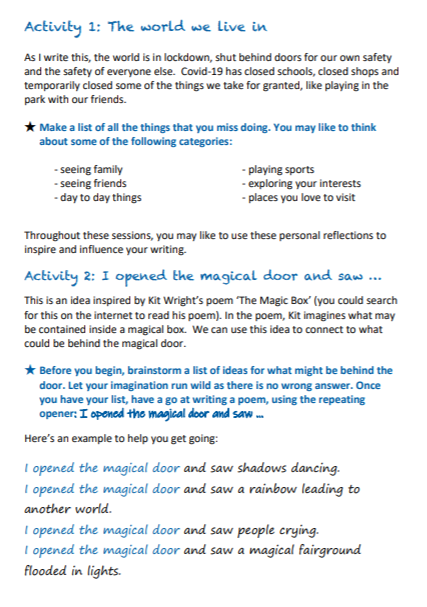 Activity 1: The world we live in
As I write this, the world is in lockdown, shut behind doors for our own safety
and the safety of everyone else. Covid-19 has closed schools, closed shops and
temporarily closed some of the things we take for granted, like playing in the
park with our friends.
★ Make a list of all the things that you miss doing. You may like to think
about some of the following categories:
- seeing family
- seeing friends
- day to day things
- playing sports
- exploring your interests
- places you love to visit
Throughout these sessions, you may like to use these personal reflections to
inspire and influence your writing.
Activity 2: I opened the magical door and saw ...
This is an idea inspired by Kit Wright's poem 'The Magic Box' (you could search
for this on the internet to read his poem). In the poem, Kit imagines what may
be contained inside a magical box. We can use this idea to connect to what
could be behind the magical door.
★ Before you begin, brainstorm a list of ideas for what might be behind the
door. Let your imagination run wild as there is no wrong answer. Once
you have your list, have a go at writing a poem, using the repeating
opener: I opened the magical door and saw ...
Here's an example to help you get going:
I opened the magical door and saw shadows dancing.
I opened the magical door and saw a rainbow leading to
another world.
I opened the magical door and saw people crying.
I opened the magical door and saw a magical fairground
flooded in lights.